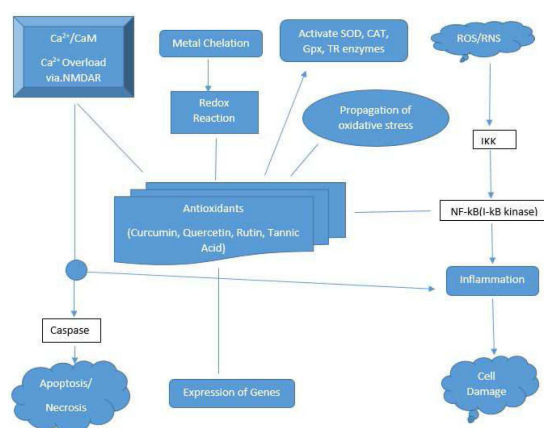 Ca²⁺/CaM
Ca²⁺ Overload
via.NMDAR
Metal Chelation
Activate SOD, CAT,
Gpx, TR enzymes
ROS/RNS
Redox
Reaction
Propagation of
oxidative stress
IKK
Antioxidants
(Curcumin, Quercetin, Rutin, Tannic
Acid)
NF-kB(I-kB kinase)
Inflammation
Caspase
Apoptosis/
Necrosis
Expression of Genes
Cell
Damage